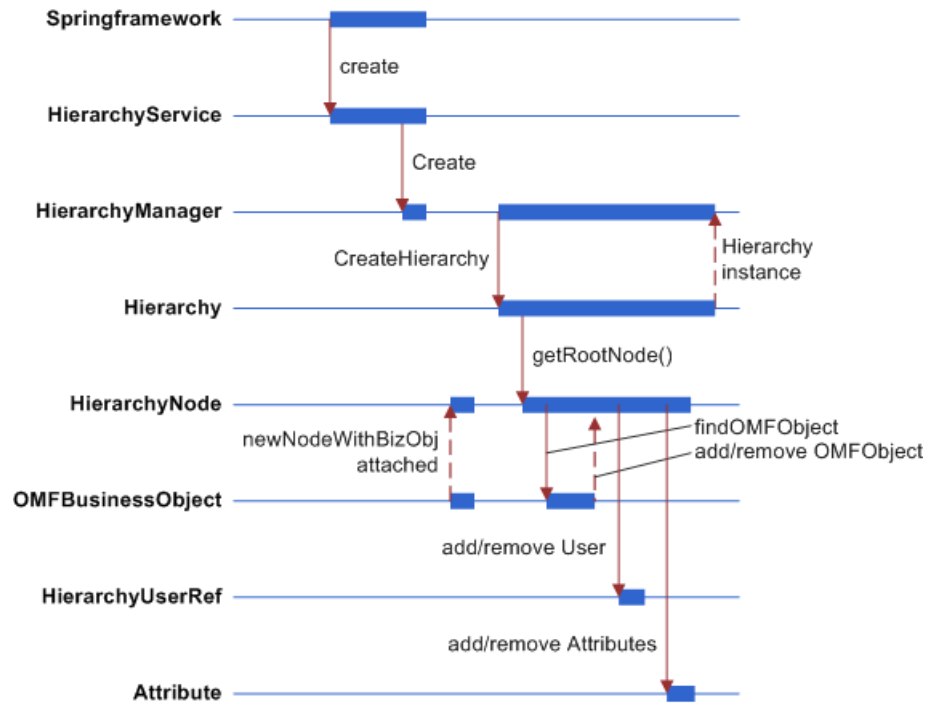 Springframework
create
HierarchyService
Create
HierarchyManager
CreateHierarchy
Hierarchy
instance
Hierarchy
getRootNode()
HierarchyNode
newNodeWithBizObj
attached
findOMFObject
add/remove OMFObject
OMFBusinessObject
add/remove User
HierarchyUserRef
add/remove Attributes
Attribute